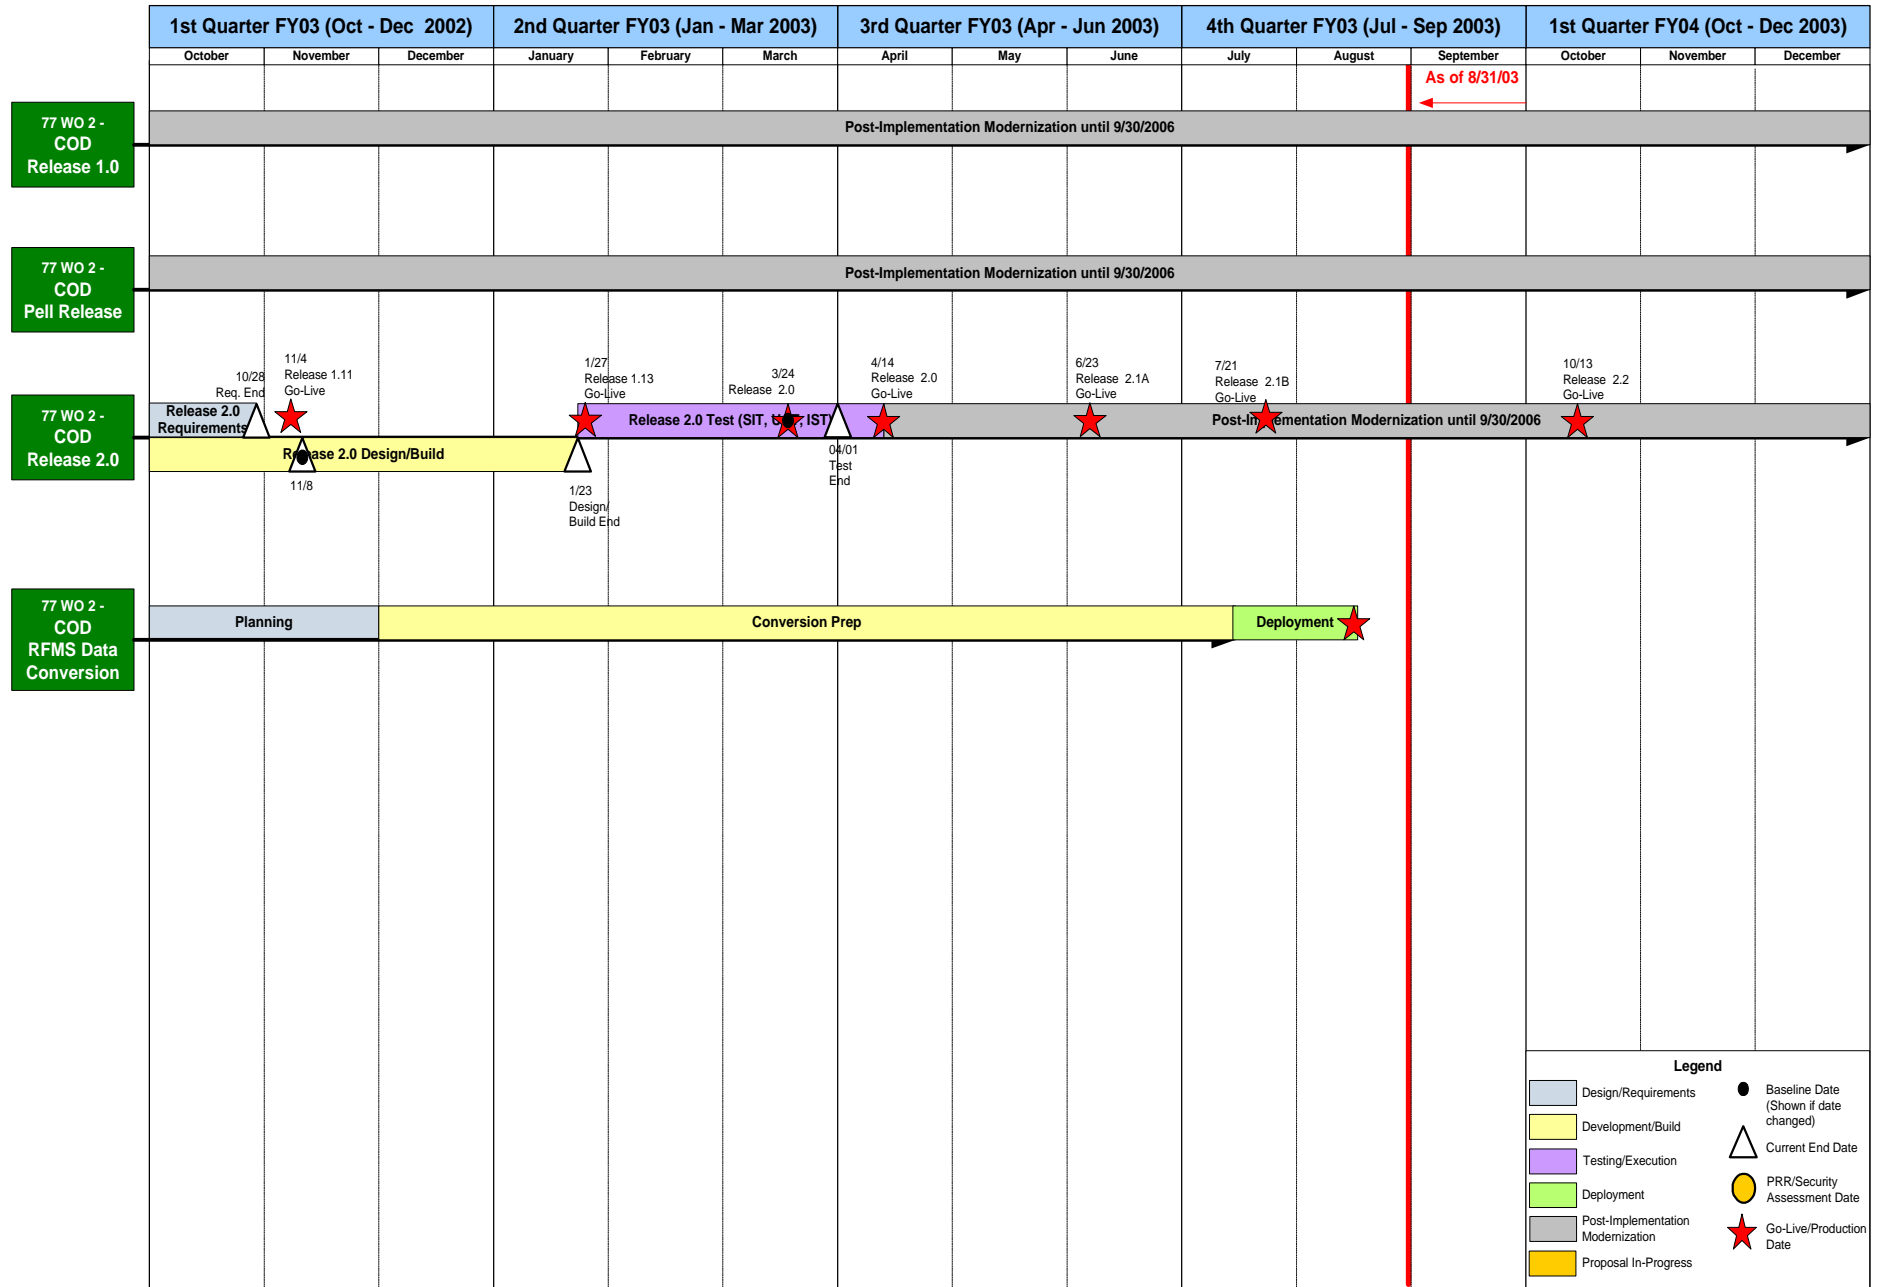 1st Quarter FY03 (Oct - Dec  2002)
2nd Quarter FY03 (Jan - Mar 2003)
3rd Quarter FY03 (Apr - Jun 2003)
4th Quarter FY03 (Jul - Sep 2003)
1st Quarter FY04 (Oct - Dec 2003)
October
November
December
January
February
March
April
May
June
July
August
September
October
November
December
As of 8/31/03
77 WO 2 -
COD
Release 1.0
Post-Implementation Modernization until 9/30/2006
77 WO 2 -
COD
Pell Release
Post-Implementation Modernization until 9/30/2006
77 WO 2 -
COD
Release 2.0
10/28
Req. End
11/4
Release 1.11
Go-Live
1/27
Release 1.13
Go-Live
3/24
Release  2.0
4/14
Release  2.0
Go-Live
6/23
Release  2.1A
Go-Live
7/21
Release  2.1B
Go-Live
10/13
Release  2.2
Go-Live
Release 2.0
Requirements
Release 2.0 Test (SIT, UAT, IST)
Post-Implementation Modernization until 9/30/2006
Release 2.0 Design/Build
11/8
1/23
Design/
Build End
04/01
Test
End
77 WO 2 -
COD
RFMS Data
Conversion
Planning
Conversion Prep
Deployment
Legend
Design/Requirements
Development/Build
Testing/Execution
Deployment
Post-Implementation
Modernization
Proposal In-Progress
Baseline Date
(Shown if date
changed)
Current End Date
PRR/Security
Assessment Date
Go-Live/Production
Date